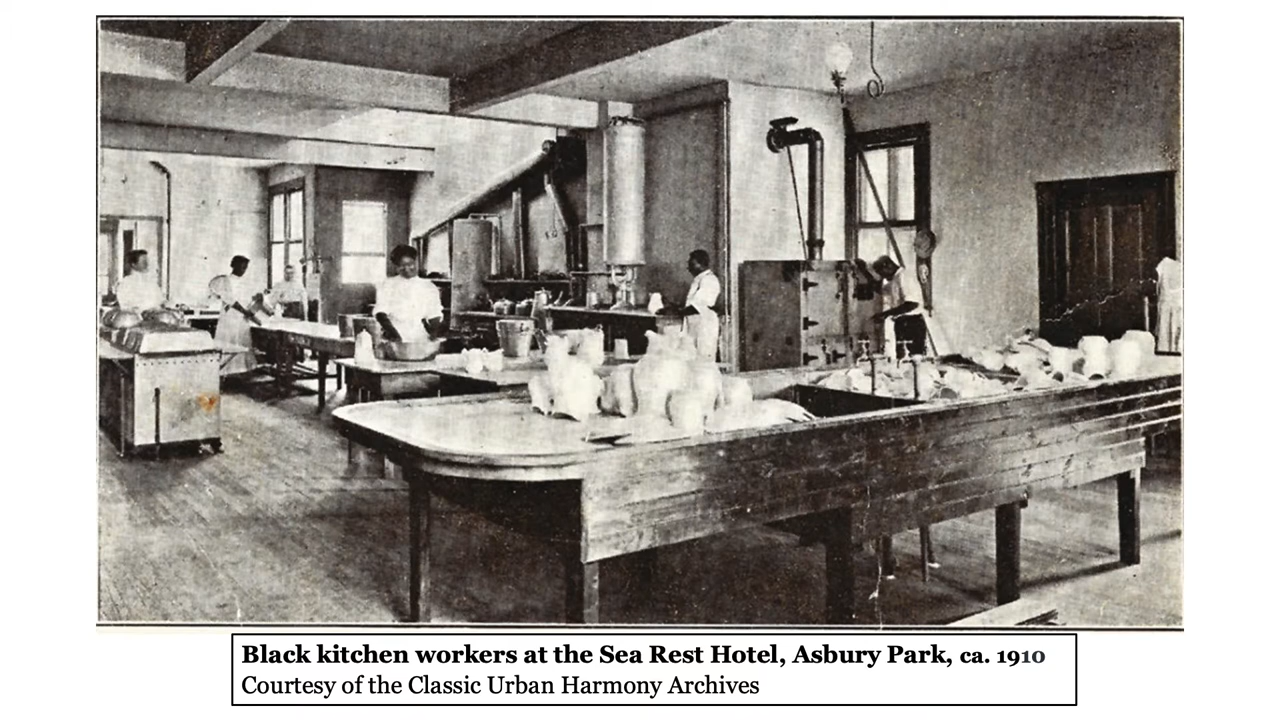 Black kitchen workers at the Sea Rest Hotel, Asbury Park, ca. 1910
Courtesy of the Classic Urban Harmony Archives